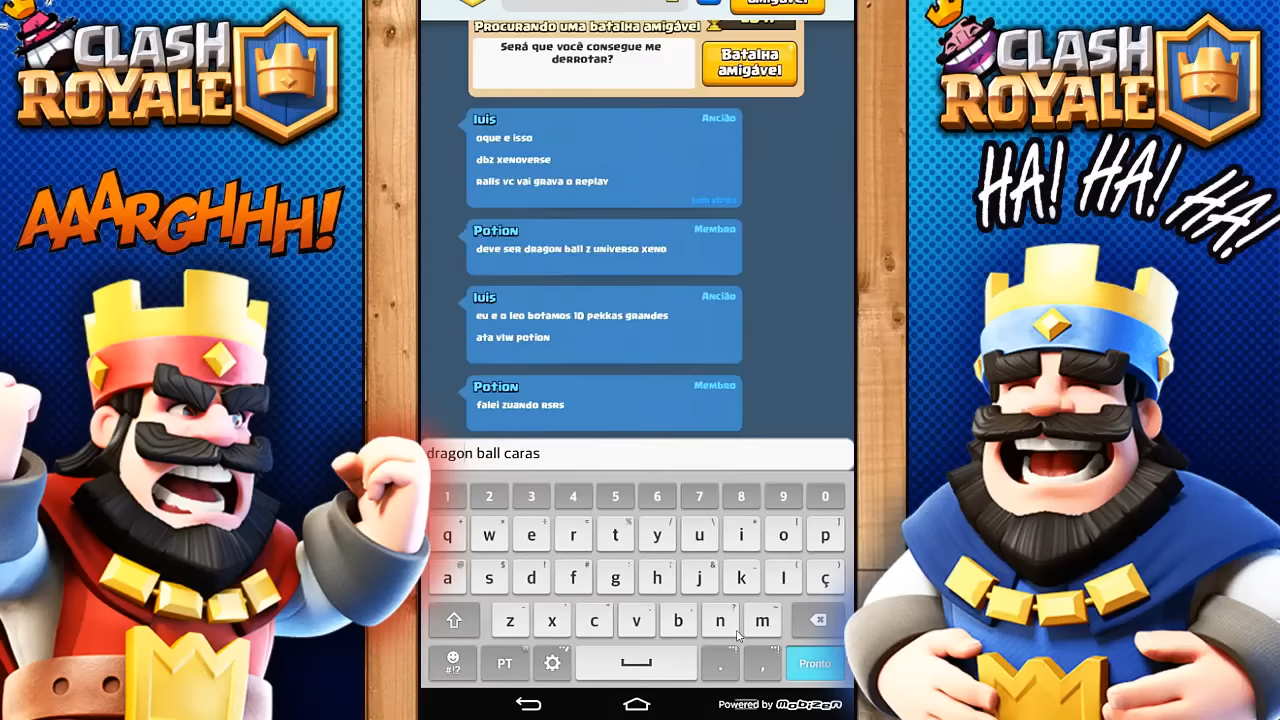 CLASH
ROYALE
AAARGHHH!
amigável
Procurando uma batalha amigável
Será que você consegue me
derrotar?
Batalha
amigável
luis
Ancião
oque e isso
dbz xenoverse
ralls vc vai grava o replay
Potion
Membro
deve ser dragon ball z universo xeno
luis
Ancião
eu e o leo botamos 10 pekkas grandes
ata vlw potion
Potion
Membro
falei zuando rsrs
dragon ball caras
1 2 3 4 5 6 7 8 9 0
q w e r t y u i o p
a s d f g h j k l ç
z x c v b n m
#!? PT . , Pronto
Powered by Mobizen
CLASH
ROYALE
HA! HA! HA!